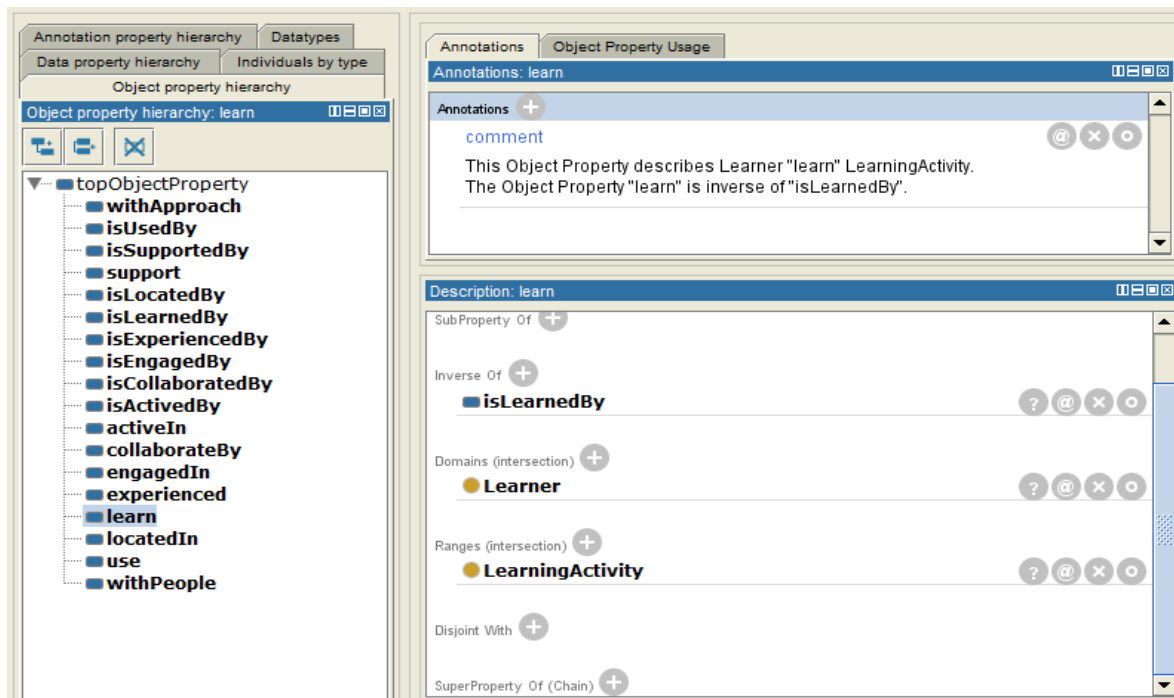 Annotation property hierarchy
Datatypes
Data property hierarchy
Individuals by type
Object property hierarchy
Object property hierarchy: learn
topObjectProperty
withApproach
isUsedBy
isSupportedBy
support
isLocatedBy
isLearnedBy
isExperiencedBy
isEngagedBy
isCollaboratedBy
isActivedBy
activeIn
collaborateBy
engagedIn
experienced
learn
locatedIn
use
withPeople
Annotations
Object Property Usage
Annotations: learn
Annotations
comment
This Object Property describes Learner "learn" LearningActivity.
The Object Property "learn" is inverse of "isLearnedBy".
Description: learn
SubProperty Of
Inverse Of
isLearnedBy
Domains (intersection)
Learner
Ranges (intersection)
LearningActivity
Disjoint With
SuperProperty Of (Chain)